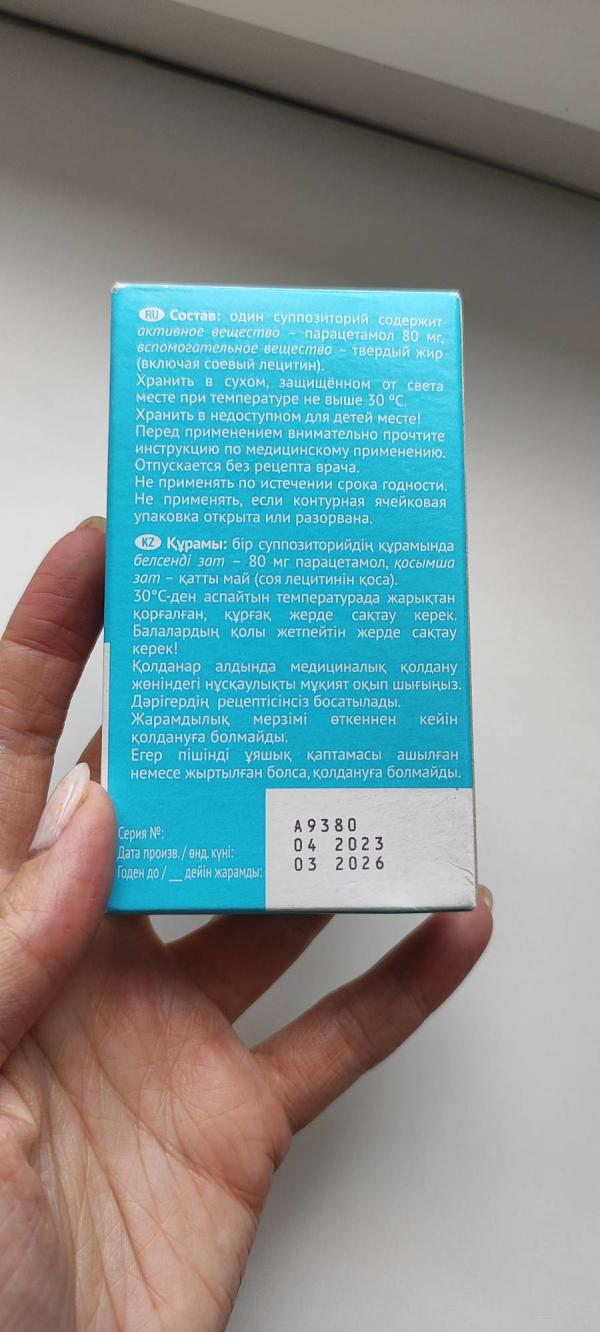 RU Состав: один суппозиторий содержит
активное вещество – парацетамол 80 мг,
вспомогательное вещество – твердый жир
(включая соевый лецитин).
Хранить в сухом, защищённом от света
месте при температуре не выше 30 °С.
Хранить в недоступном для детей месте!
Перед применением внимательно прочтите
инструкцию по медицинскому применению.
Отпускается без рецепта врача.
Не применять по истечении срока годности.
Не применять, если контурная ячейковая
упаковка открыта или разорвана.
KZ Құрамы: бір суппозиторийдің құрамында
белсенді зат – 80 мг парацетамол, қосымша
зат – қатты май (соя лецитинін қоса).
30°С-ден аспайтын температурада жарықтан
қорғалған, құрғақ жерде сақтау керек.
Балалардың қолы жетпейтін жерде сақтау
керек!
Қолданар алдында медициналық қолдану
жөніндегі нұсқаулықты мұқият оқып шығыңыз.
Дәрігердің рецептісінсіз босатылады.
Жарамдылық мерзімі өткеннен кейін
қолдануға болмайды.
Егер пішінді ұяшық қаптамасы ашылған
немесе жыртылған болса, қолдануға болмайды.
Серия №: A9380
Дата произв. / өнд. күні: 04 2023
Годен до / __ дейін жарамды: 03 2026